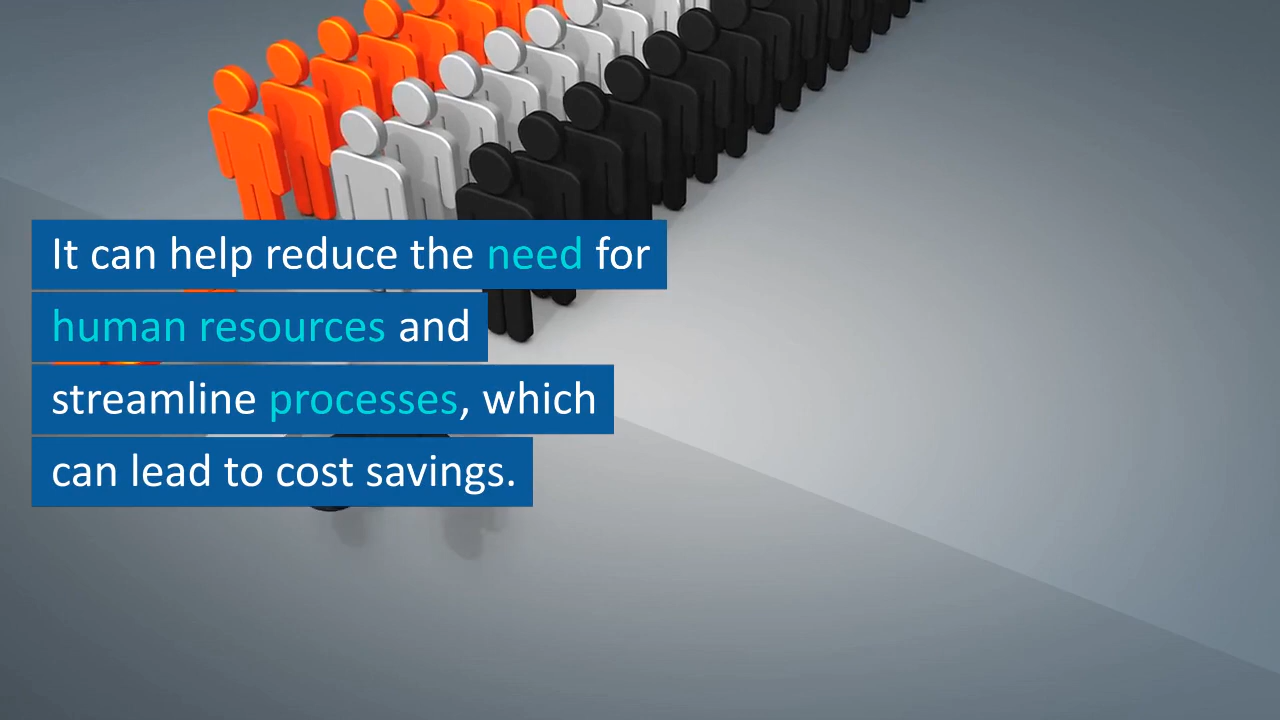 It can help reduce the need for
human resources and
streamline processes, which
can lead to cost savings.